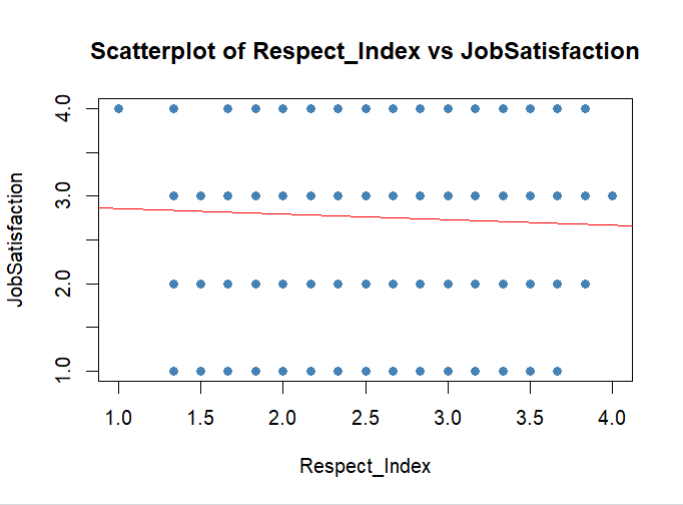 Scatterplot of Respect_Index vs JobSatisfaction
JobSatisfaction
4.0
3.0
2.0
1.0
1.0 1.5 2.0 2.5 3.0 3.5 4.0
Respect_Index